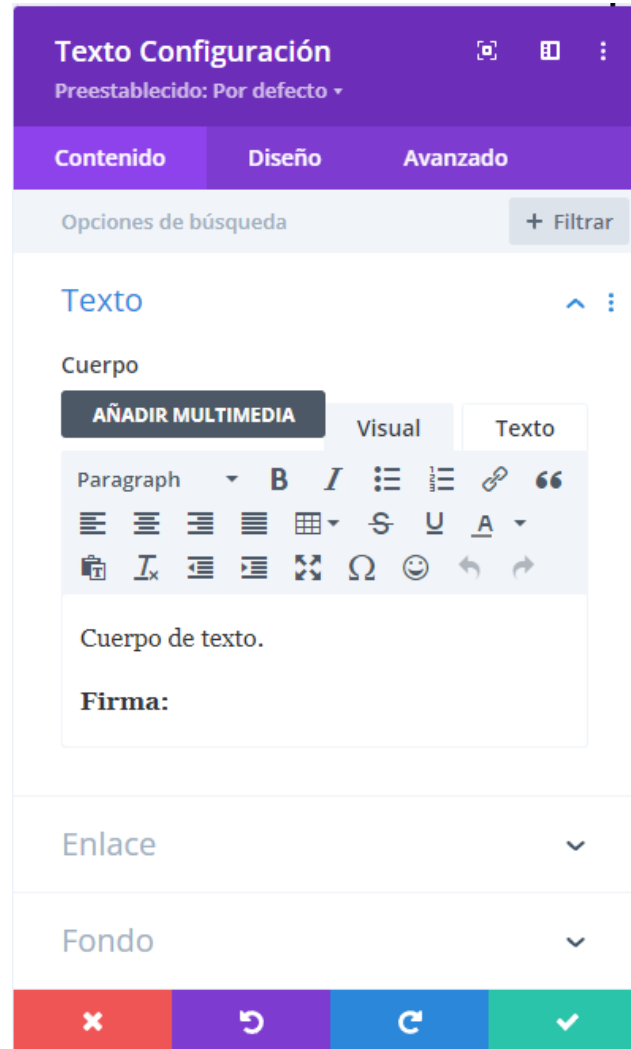 Texto Configuración
Preestablecido: Por defecto
Contenido Diseño Avanzado
Opciones de búsqueda + Filtrar
Texto
Cuerpo
AÑADIR MULTIMEDIA Visual Texto
Paragraph B I
S U A
Ω
Cuerpo de texto.
Firma:
Enlace
Fondo